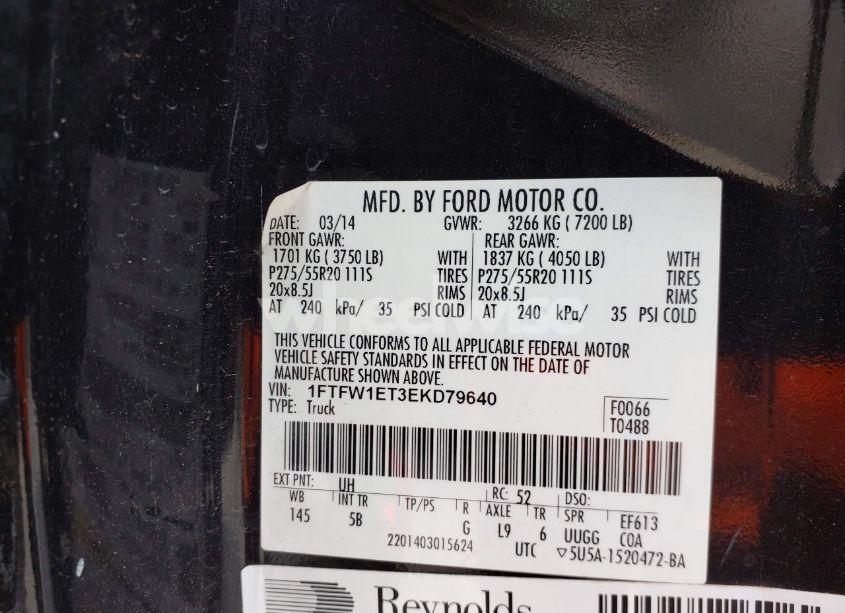 MFD. BY FORD MOTOR CO.
DATE: 03/14 GVWR: 3266 KG ( 7200 LB)
FRONT GAWR: REAR GAWR:
1701 KG ( 3750 LB) WITH 1837 KG ( 4050 LB) WITH
P275/55R20 111S TIRES P275/55R20 111S TIRES
20x8.5J RIMS 20x8.5J RIMS
AT 240 kPa/ 35 PSI COLD AT 240 kPa/ 35 PSI COLD
wheelwise
THIS VEHICLE CONFORMS TO ALL APPLICABLE FEDERAL MOTOR
VEHICLE SAFETY STANDARDS IN EFFECT ON THE DATE OF
MANUFACTURE SHOWN ABOVE.
VIN: 1FTFW1ET3EKD79640
TYPE: Truck
F0066
T0488
EXT PNT: UH RC: 52 DSO:
WB INT TR TP/PS R AXLE TR SPR EF613
145 5B G L9 6 UUGG COA
2201403015624 UTC ▽5U5A-1520472-BA
Reynolds